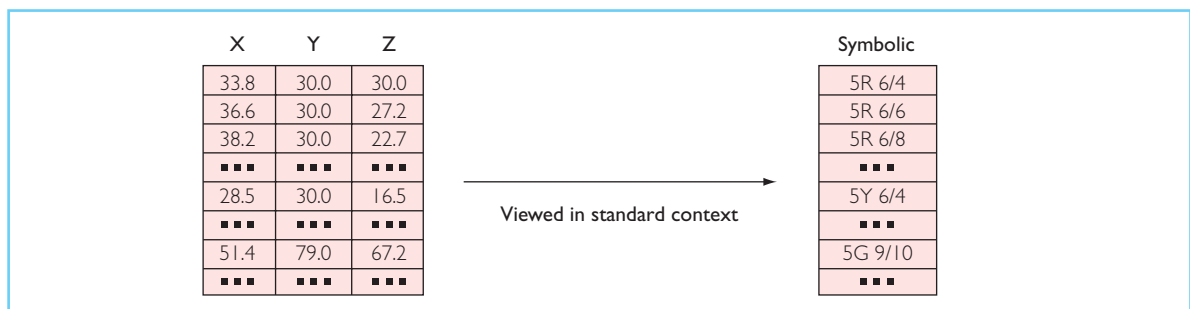 X Y Z Symbolic
33.8 30.0 30.0 5R 6/4
36.6 30.0 27.2 5R 6/6
38.2 30.0 22.7 5R 6/8
▪▪▪ ▪▪▪ ▪▪▪ ▪▪▪
28.5 30.0 16.5 5Y 6/4
Viewed in standard context
▪▪▪ ▪▪▪ ▪▪▪ ▪▪▪
51.4 79.0 67.2 5G 9/10
▪▪▪ ▪▪▪ ▪▪▪ ▪▪▪